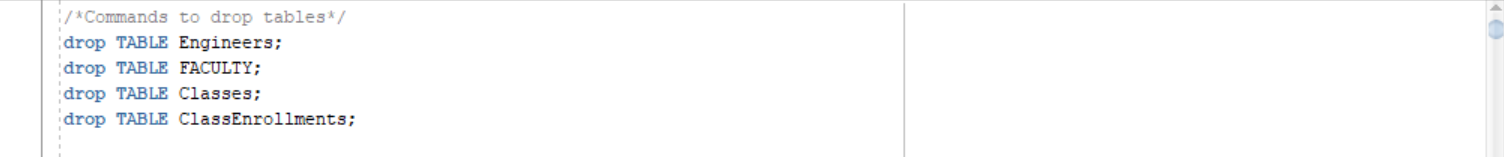 /*Commands to drop tables*/
drop TABLE Engineers;
drop TABLE FACULTY;
drop TABLE Classes;
drop TABLE ClassEnrollments;